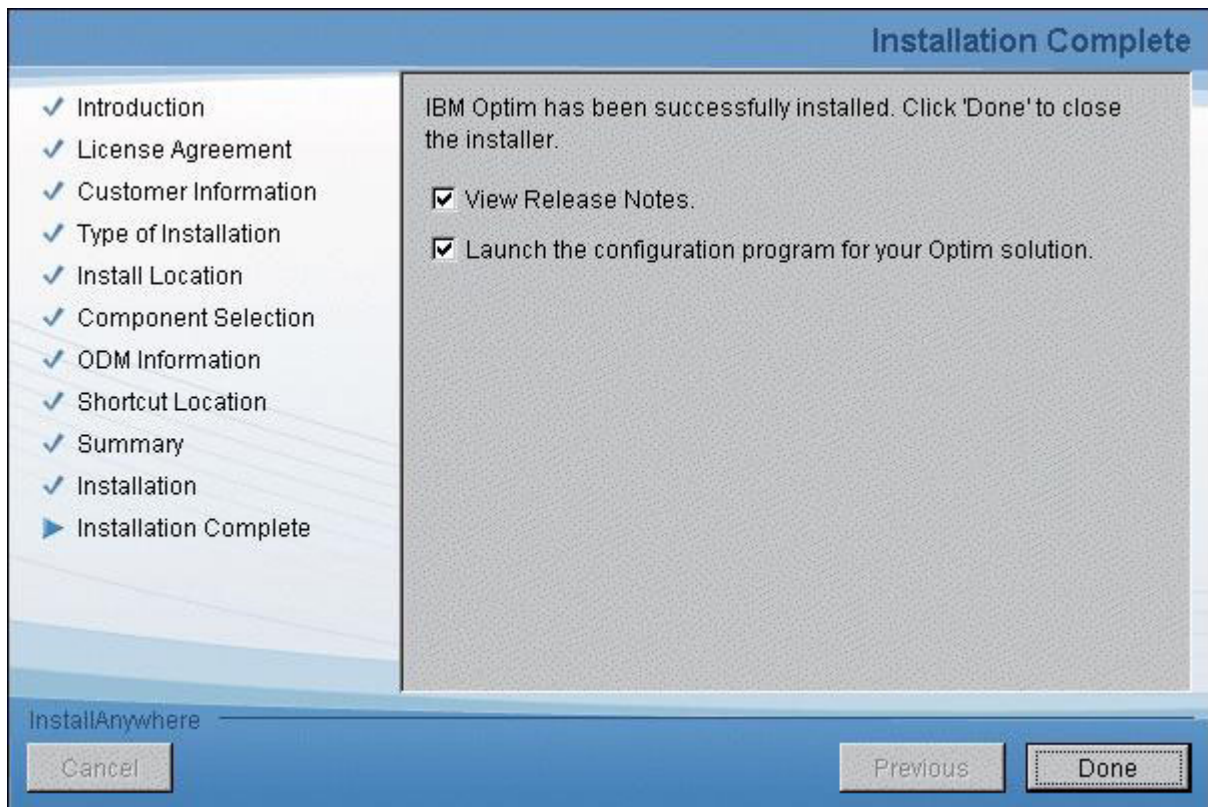 Installation Complete
Introduction
License Agreement
Customer Information
Type of Installation
Install Location
Component Selection
ODM Information
Shortcut Location
Summary
Installation
Installation Complete
IBM Optim has been successfully installed. Click 'Done' to close
the installer.
View Release Notes.
Launch the configuration program for your Optim solution.
InstallAnywhere
Cancel
Previous
Done